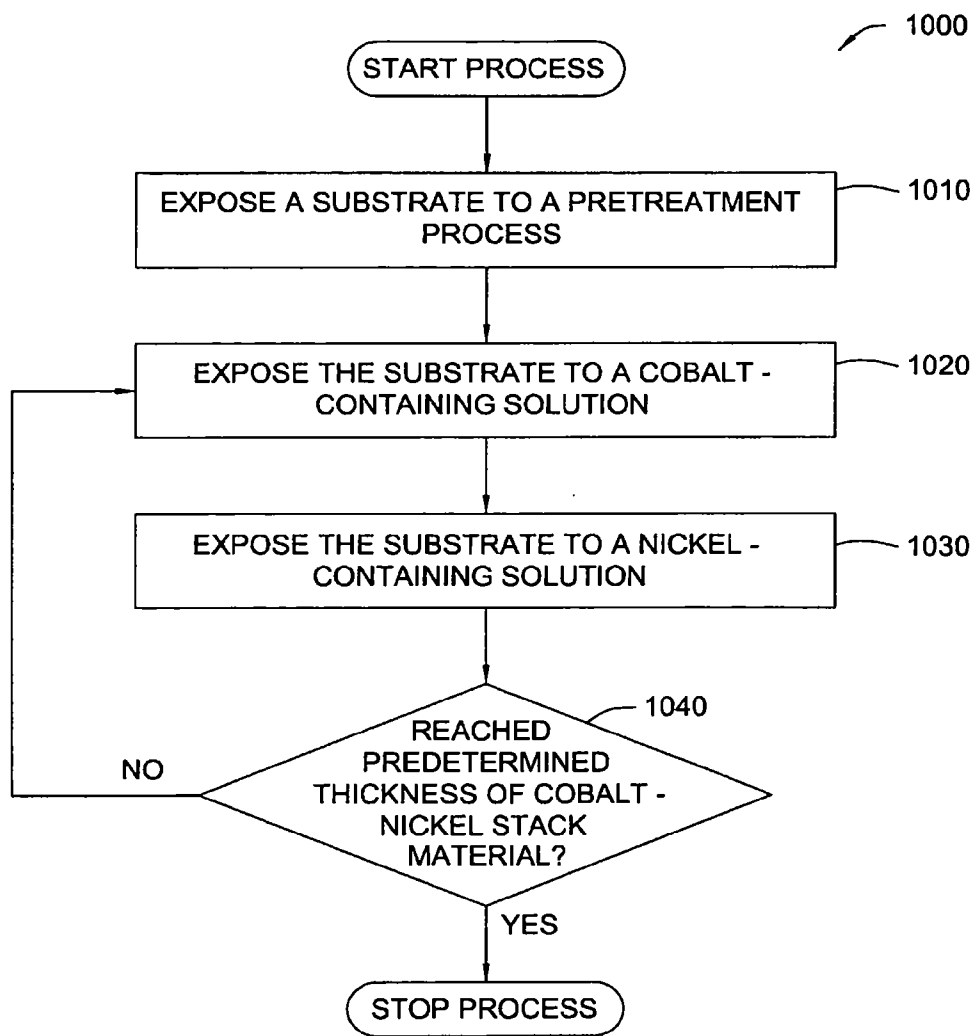 1000
START PROCESS
EXPOSE A SUBSTRATE TO A PRETREATMENT
PROCESS
1010
EXPOSE THE SUBSTRATE TO A COBALT -
CONTAINING SOLUTION
1020
EXPOSE THE SUBSTRATE TO A NICKEL -
CONTAINING SOLUTION
1030
1040
REACHED
PREDETERMINED
THICKNESS OF COBALT -
NICKEL STACK
MATERIAL?
NO
YES
STOP PROCESS